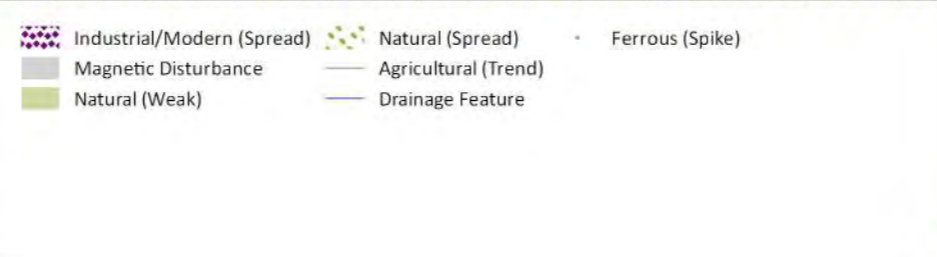 Industrial/Modern (Spread) Natural (Spread) Ferrous (Spike)
Magnetic Disturbance Agricultural (Trend)
Natural (Weak) Drainage Feature